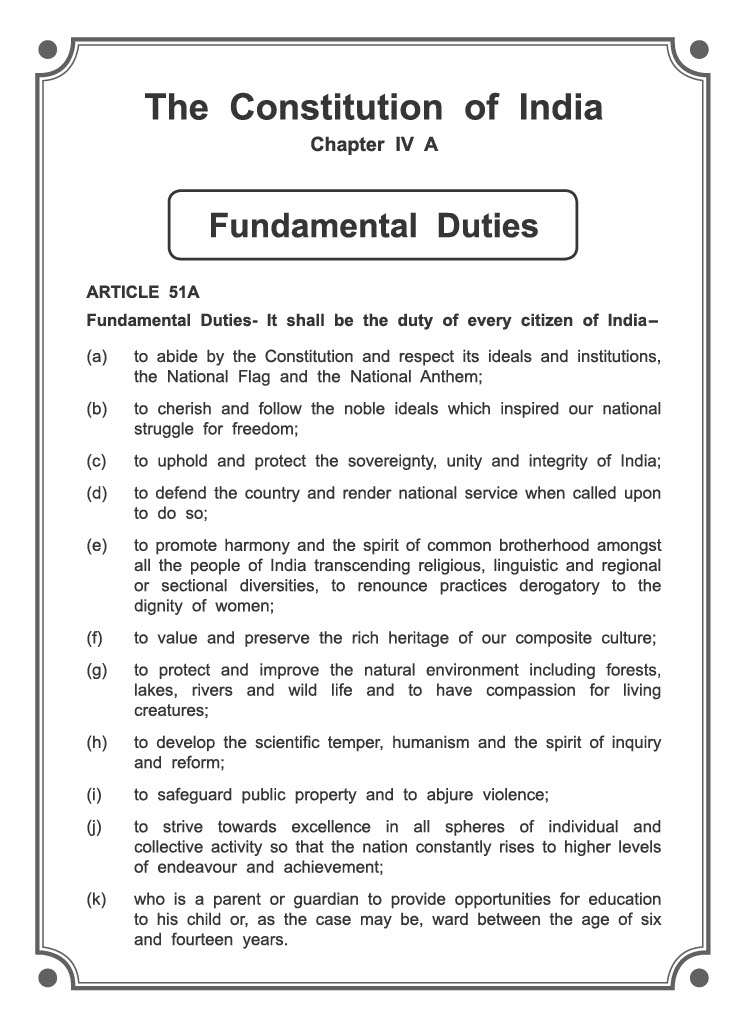 The Constitution of India
Chapter IV A
Fundamental Duties
ARTICLE 51A
Fundamental Duties- It shall be the duty of every citizen of India–
(a) to abide by the Constitution and respect its ideals and institutions,
the National Flag and the National Anthem;
(b) to cherish and follow the noble ideals which inspired our national
struggle for freedom;
(c) to uphold and protect the sovereignty, unity and integrity of India;
(d) to defend the country and render national service when called upon
to do so;
(e) to promote harmony and the spirit of common brotherhood amongst
all the people of India transcending religious, linguistic and regional
or sectional diversities, to renounce practices derogatory to the
dignity of women;
(f) to value and preserve the rich heritage of our composite culture;
(g) to protect and improve the natural environment including forests,
lakes, rivers and wild life and to have compassion for living
creatures;
(h) to develop the scientific temper, humanism and the spirit of inquiry
and reform;
(i) to safeguard public property and to abjure violence;
(j) to strive towards excellence in all spheres of individual and
collective activity so that the nation constantly rises to higher levels
of endeavour and achievement;
(k) who is a parent or guardian to provide opportunities for education
to his child or, as the case may be, ward between the age of six
and fourteen years.